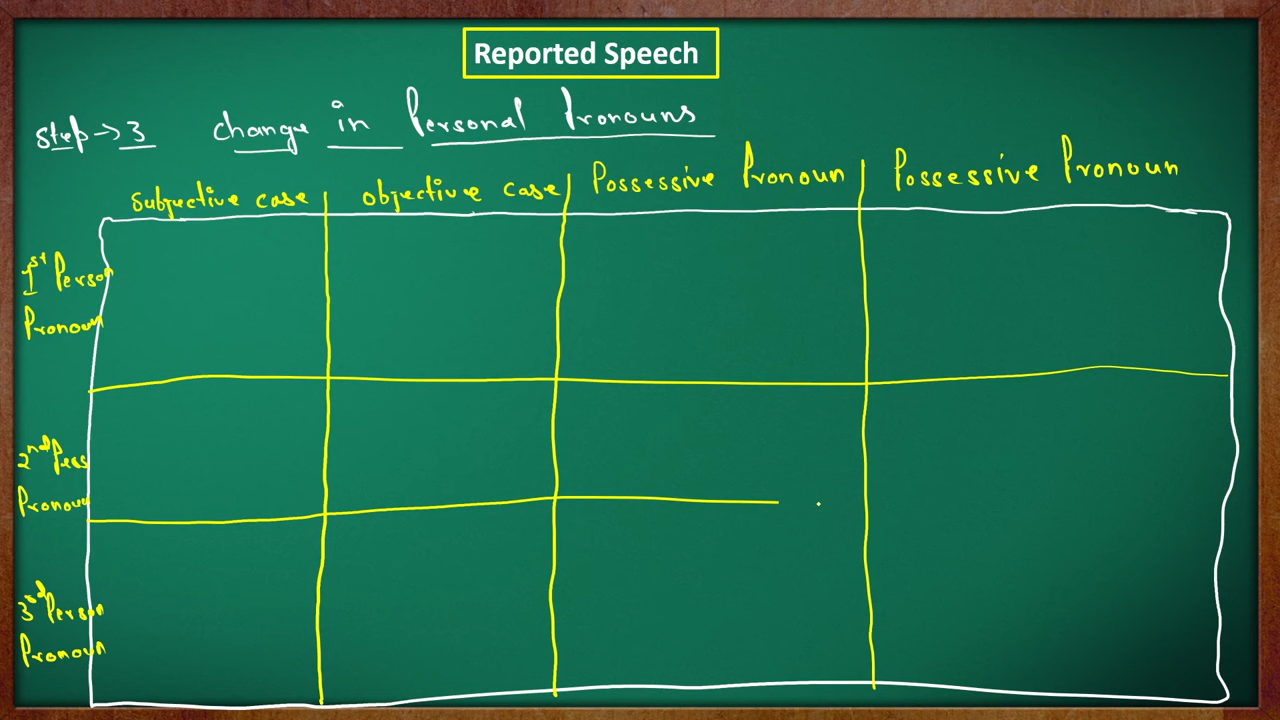 Reported Speech
Step → 3 change in Personal Pronouns
Subjective case | objective case | Possessive Pronoun | Possessive Pronoun
1st Person
Pronoun
2nd Pers
Pronoun
3rd Person
Pronoun